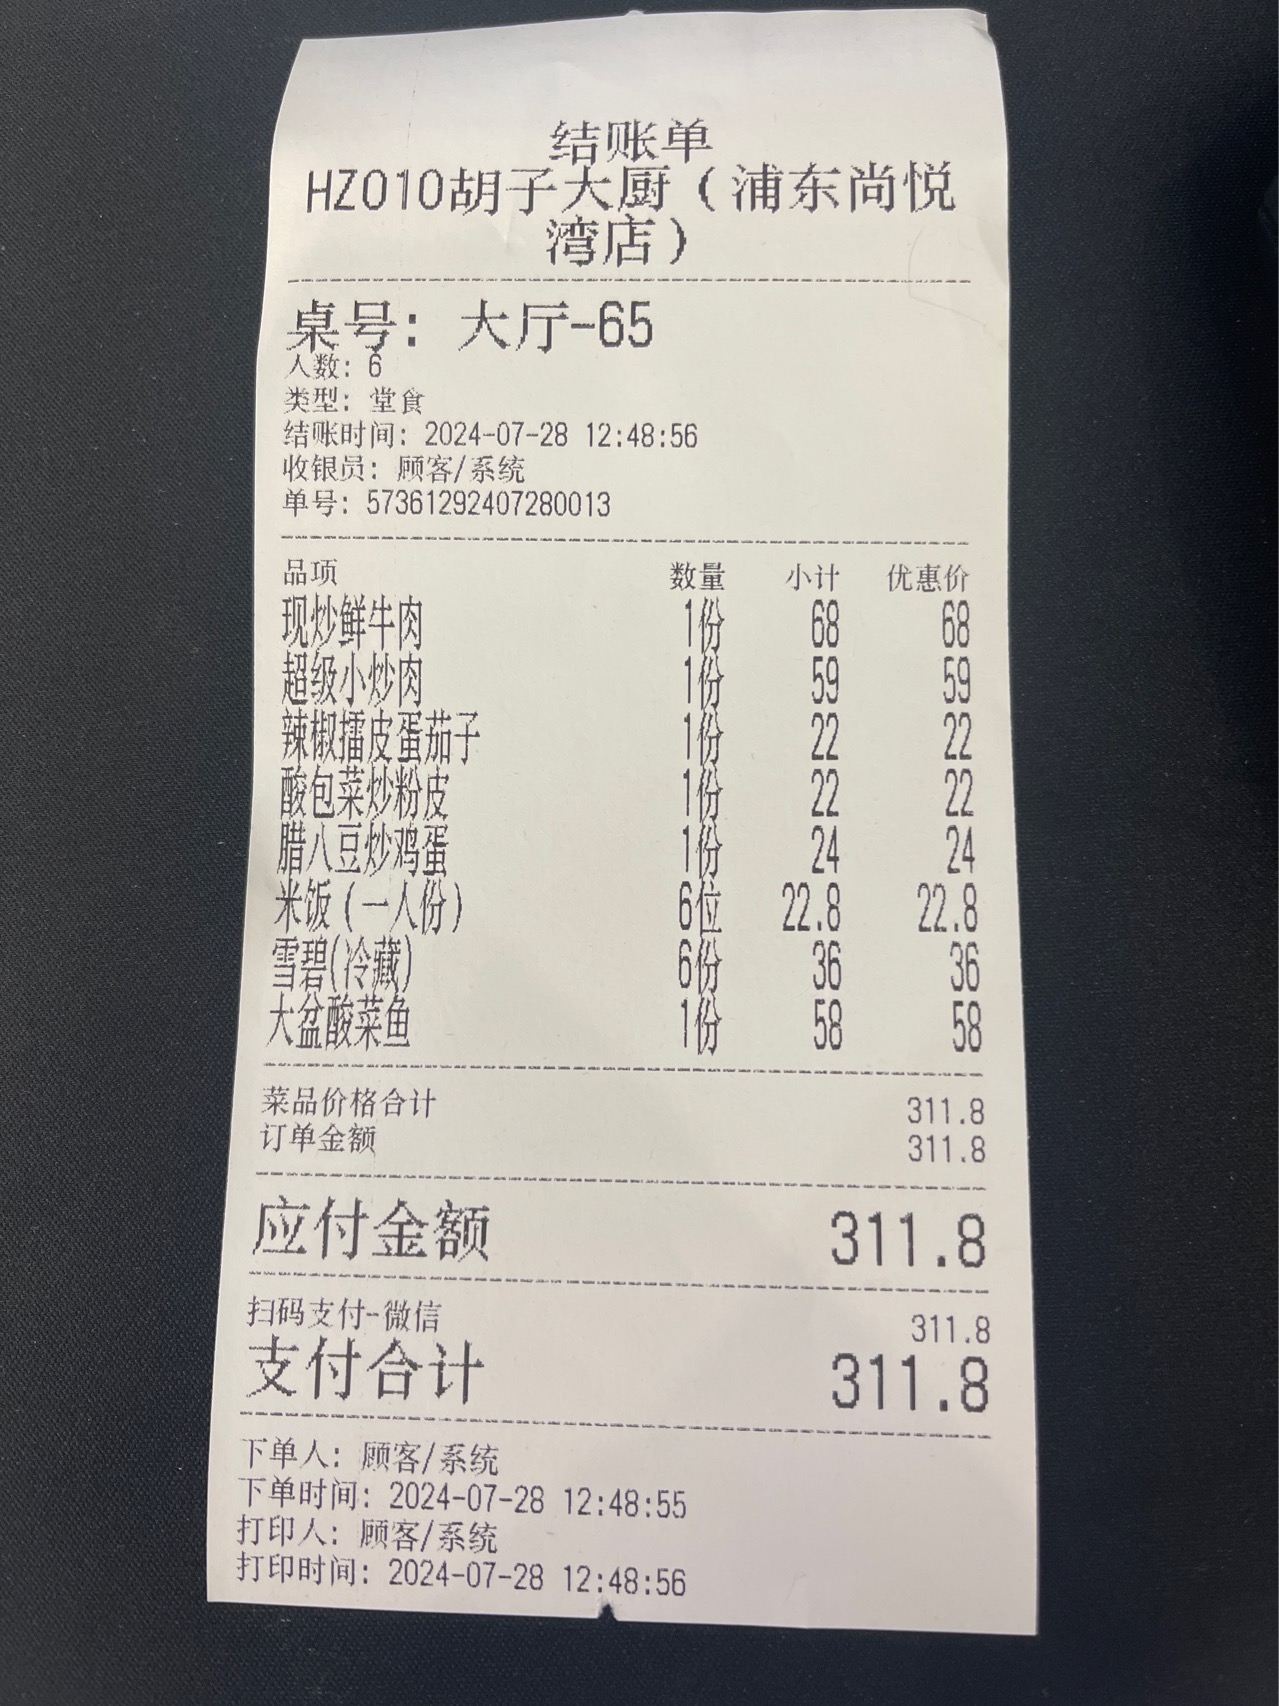 结账单
HZ010胡子大厨（浦东尚悦
湾店）
桌号: 大厅-65
人数: 6
类型: 堂食
结账时间: 2024-07-28 12:48:56
收银员: 顾客/系统
单号: 57361292407280013
品项 数量 小计 优惠价
现炒鲜牛肉 1份 68 68
超级小炒肉 1份 59 59
辣椒擂皮蛋茄子 1份 22 22
酸包菜炒粉皮 1份 22 22
腊八豆炒鸡蛋 1份 24 24
米饭（一人份） 6位 22.8 22.8
雪碧(冷藏) 6份 36 36
大盆酸菜鱼 1份 58 58
菜品价格合计 311.8
订单金额 311.8
应付金额 311.8
扫码支付-微信 311.8
支付合计 311.8
下单人: 顾客/系统
下单时间: 2024-07-28 12:48:55
打印人: 顾客/系统
打印时间: 2024-07-28 12:48:56